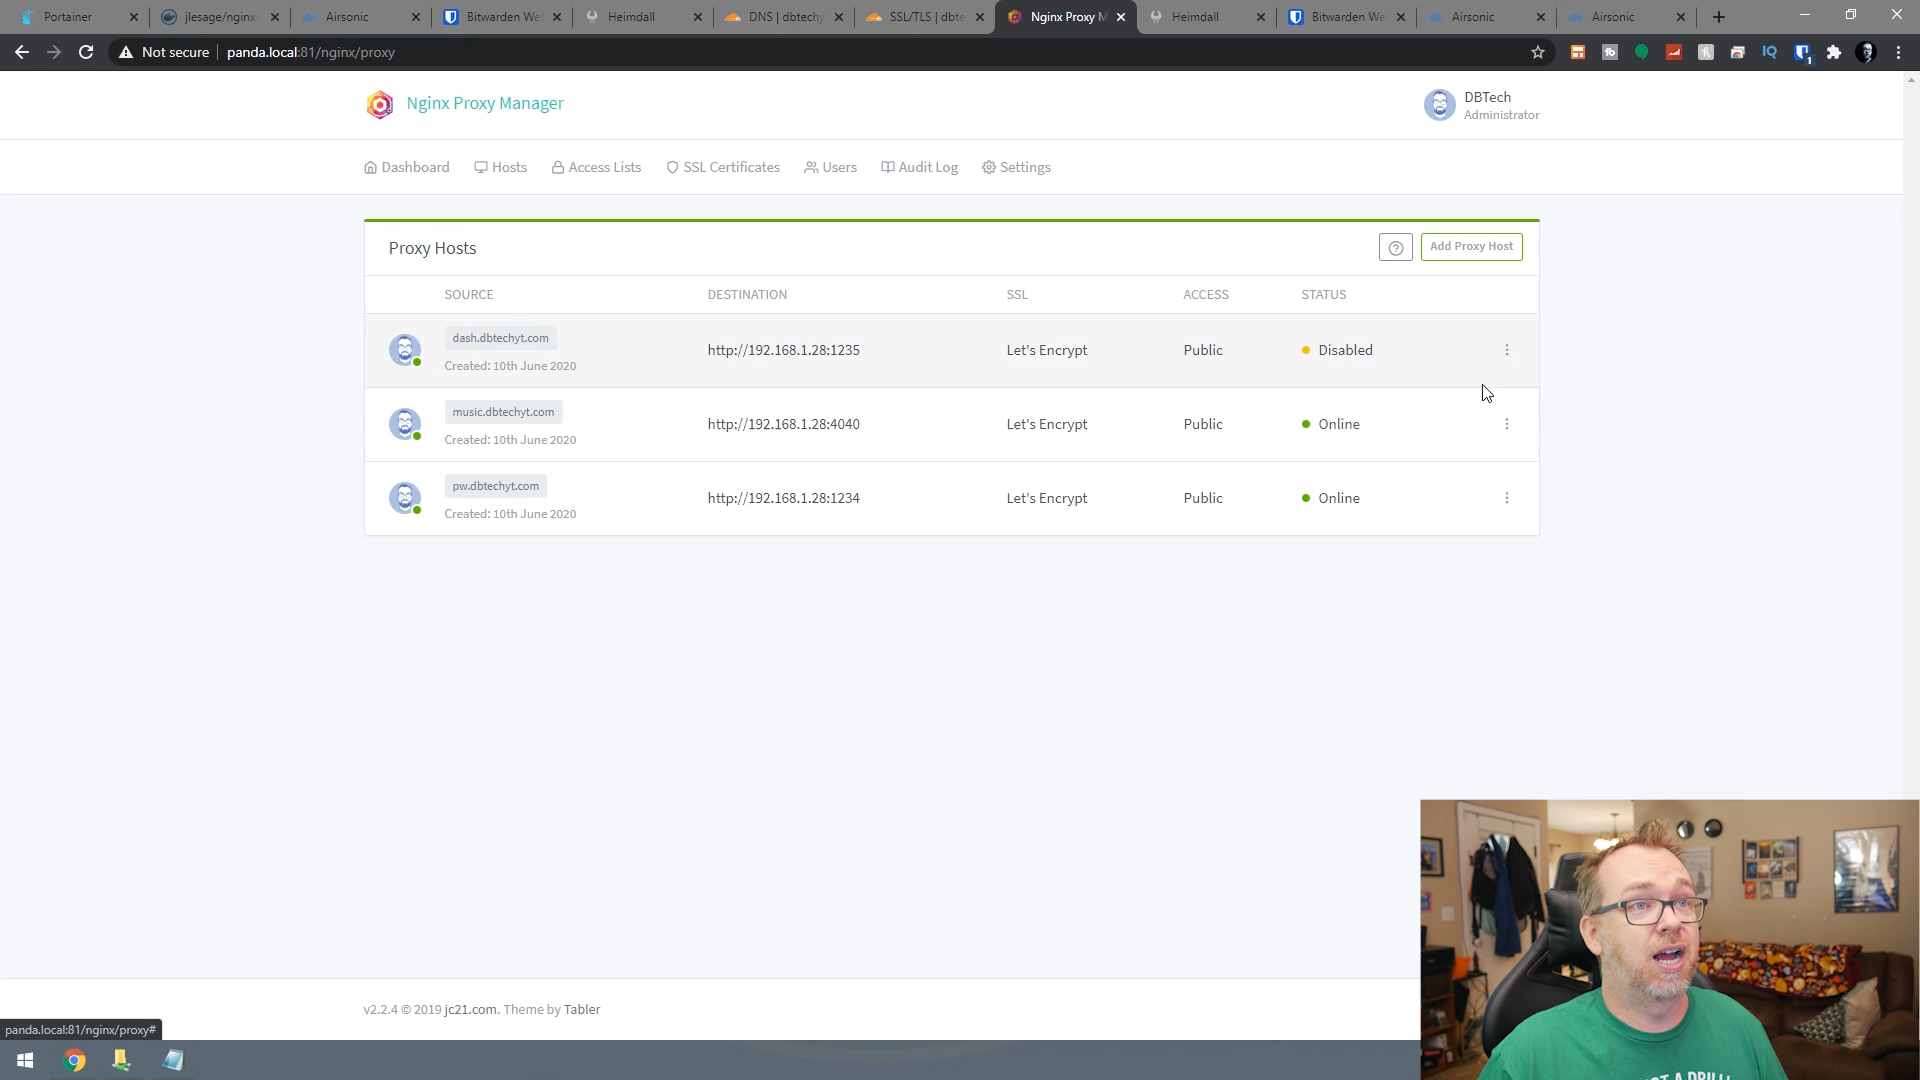 Portainer
jlesage/nginx-
Airsonic
Bitwarden We
Heimdall
DNS | dbtechy
SSL/TLS | dbte
Nginx Proxy M
Heimdall
Bitwarden We
Airsonic
Airsonic
Not secure
panda.local:81/nginx/proxy
Nginx Proxy Manager
DBTech
Administrator
Dashboard
Hosts
Access Lists
SSL Certificates
Users
Audit Log
Settings
Proxy Hosts
Add Proxy Host
SOURCE DESTINATION SSL ACCESS STATUS
dash.dbtechyt.com
http://192.168.1.28:1235 Let's Encrypt Public Disabled
Created: 10th June 2020
music.dbtechyt.com
http://192.168.1.28:4040 Let's Encrypt Public Online
Created: 10th June 2020
pw.dbtechyt.com
http://192.168.1.28:1234 Let's Encrypt Public Online
Created: 10th June 2020
v2.2.4 © 2019 jc21.com. Theme by Tabler
panda.local:81/nginx/proxy#